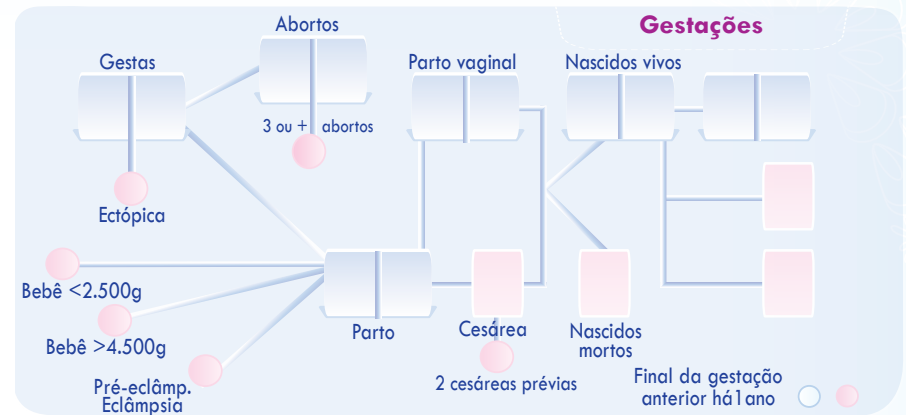 Gestações
Abortos
Gestas
Parto vaginal
Nascidos vivos
3 ou + abortos
Ectópica
Bebê <2.500g
Bebê >4.500g
Pré-eclâmp.
Eclâmpsia
Parto
Cesárea
2 cesáreas prévias
Nascidos
mortos
Final da gestação
anterior há1ano